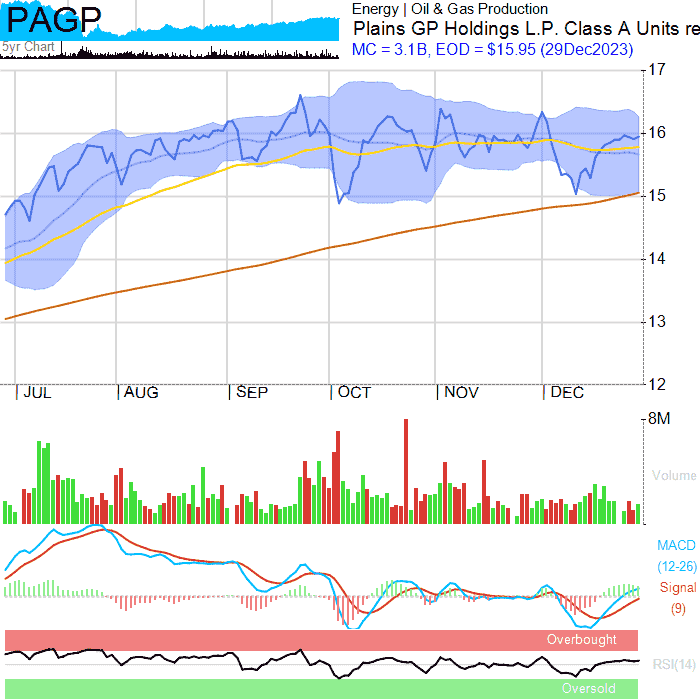 PAGP
5yr Chart
Energy | Oil & Gas Production
Plains GP Holdings L.P. Class A Units re
MC = 3.1B, EOD = $15.95 (29Dec2023)
17
16
15
14
13
12
JUL AUG SEP OCT NOV DEC
8M
Volume
MACD
(12-26)
Signal
(9)
Overbought
RSI(14)
Oversold